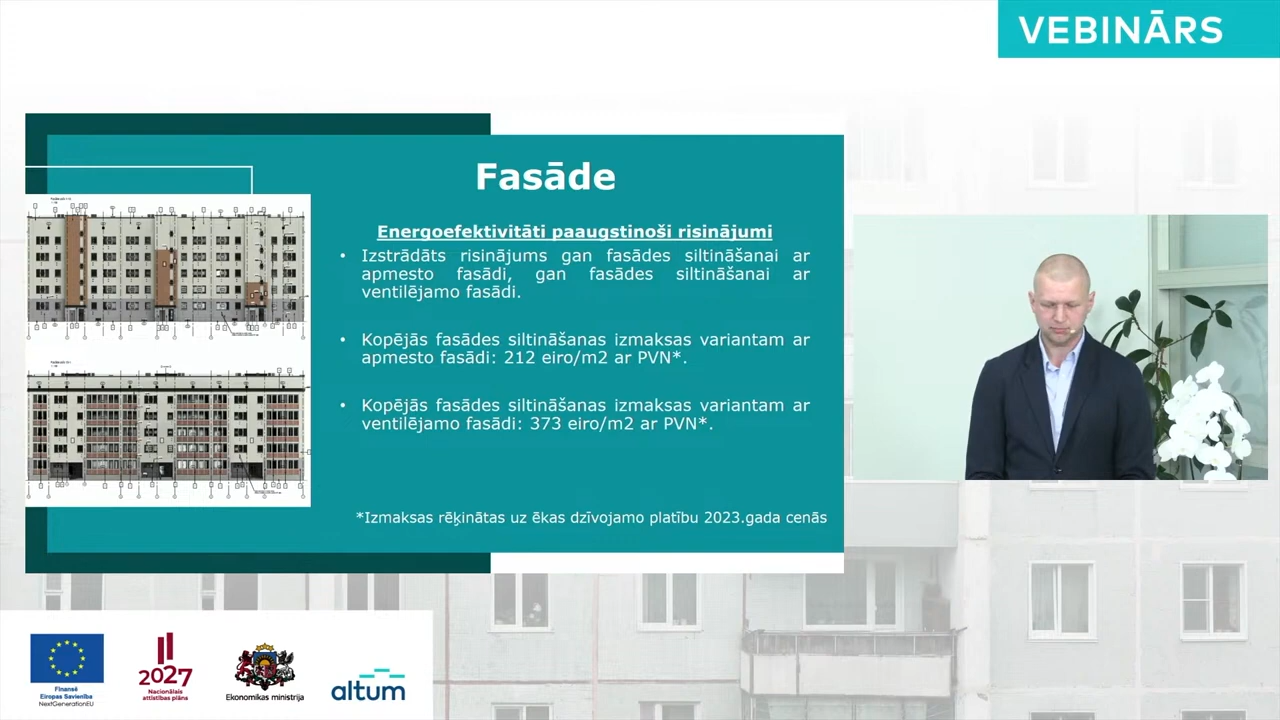 VEBINĀRS
Fasāde
Energoefektivitāti paaugstinoši risinājumi
• Izstrādāts risinājums gan fasādes siltināšanai ar
apmesto fasādi, gan fasādes siltināšanai ar
ventilējamo fasādi.
• Kopējās fasādes siltināšanas izmaksas variantam ar
apmesto fasādi: 212 eiro/m2 ar PVN*.
• Kopējās fasādes siltināšanas izmaksas variantam ar
ventilējamo fasādi: 373 eiro/m2 ar PVN*.
*Izmaksas rēķinātas uz ēkas dzīvojamo platību 2023.gada cenās
Finansē
Eiropas Savienība
NextGenerationEU
2027
Nacionālais
attīstības plāns
Ekonomikas ministrija
altum